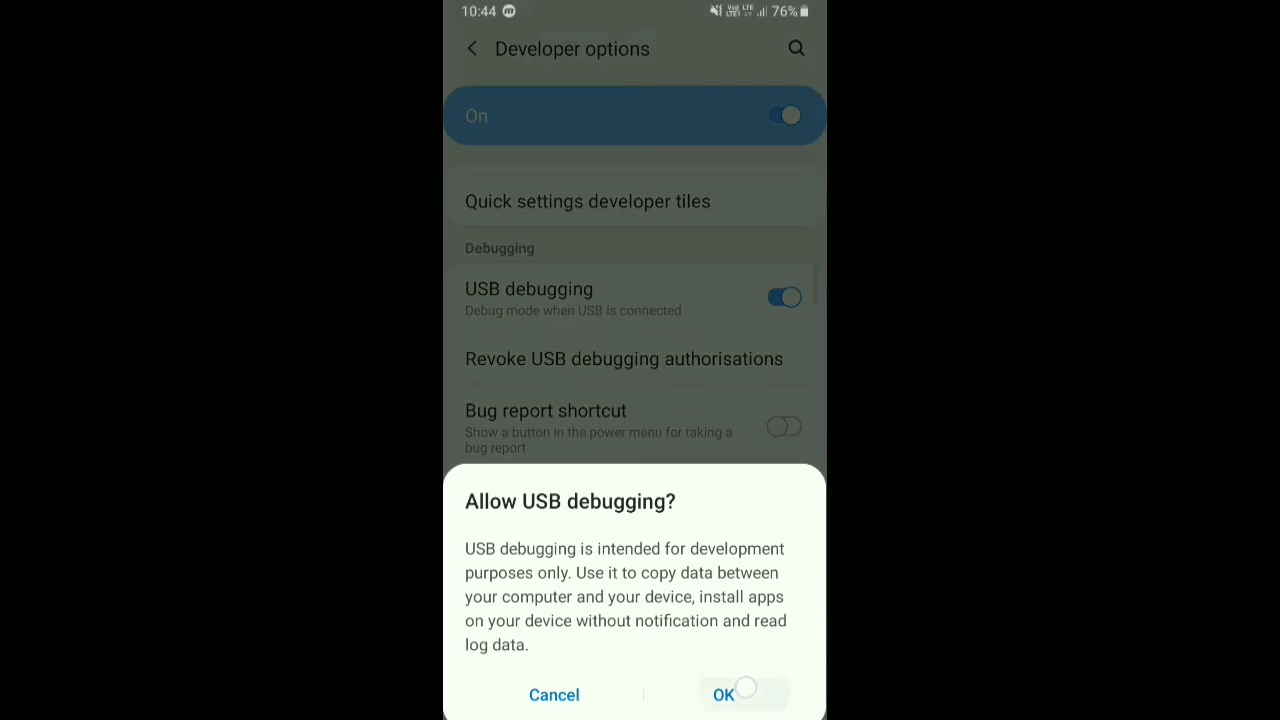 10:44 76%
Developer options
On
Quick settings developer tiles
Debugging
USB debugging
Debug mode when USB is connected
Revoke USB debugging authorisations
Bug report shortcut
Show a button in the power menu for taking a
bug report
Allow USB debugging?
USB debugging is intended for development
purposes only. Use it to copy data between
your computer and your device, install apps
on your device without notification and read
log data.
Cancel OK